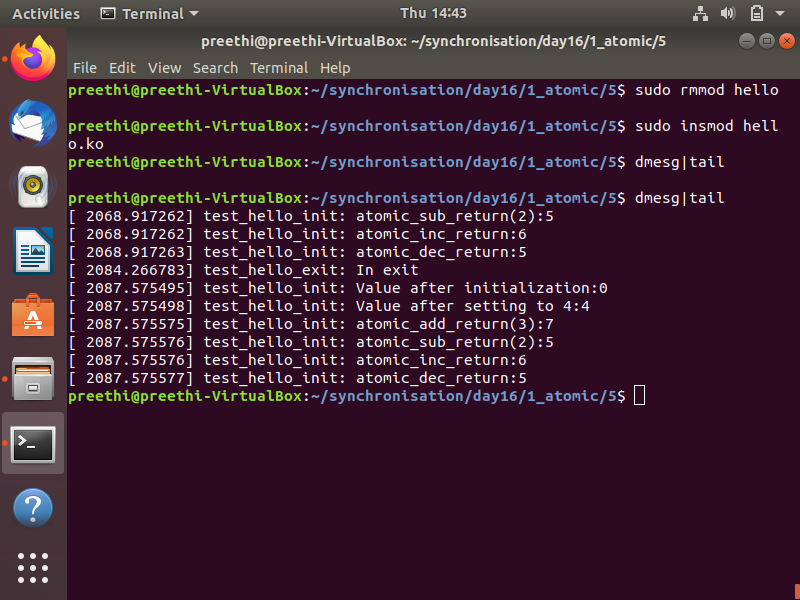 Activities Terminal Thu 14:43
preethi@preethi-VirtualBox: ~/synchronisation/day16/1_atomic/5
File Edit View Search Terminal Help
preethi@preethi-VirtualBox:~/synchronisation/day16/1_atomic/5$ sudo rmmod hello
preethi@preethi-VirtualBox:~/synchronisation/day16/1_atomic/5$ sudo insmod hell
o.ko
preethi@preethi-VirtualBox:~/synchronisation/day16/1_atomic/5$ dmesg|tail
preethi@preethi-VirtualBox:~/synchronisation/day16/1_atomic/5$ dmesg|tail
[ 2068.917262] test_hello_init: atomic_sub_return(2):5
[ 2068.917262] test_hello_init: atomic_inc_return:6
[ 2068.917263] test_hello_init: atomic_dec_return:5
[ 2084.266783] test_hello_exit: In exit
[ 2087.575495] test_hello_init: Value after initialization:0
[ 2087.575498] test_hello_init: Value after setting to 4:4
[ 2087.575575] test_hello_init: atomic_add_return(3):7
[ 2087.575576] test_hello_init: atomic_sub_return(2):5
[ 2087.575576] test_hello_init: atomic_inc_return:6
[ 2087.575577] test_hello_init: atomic_dec_return:5
preethi@preethi-VirtualBox:~/synchronisation/day16/1_atomic/5$